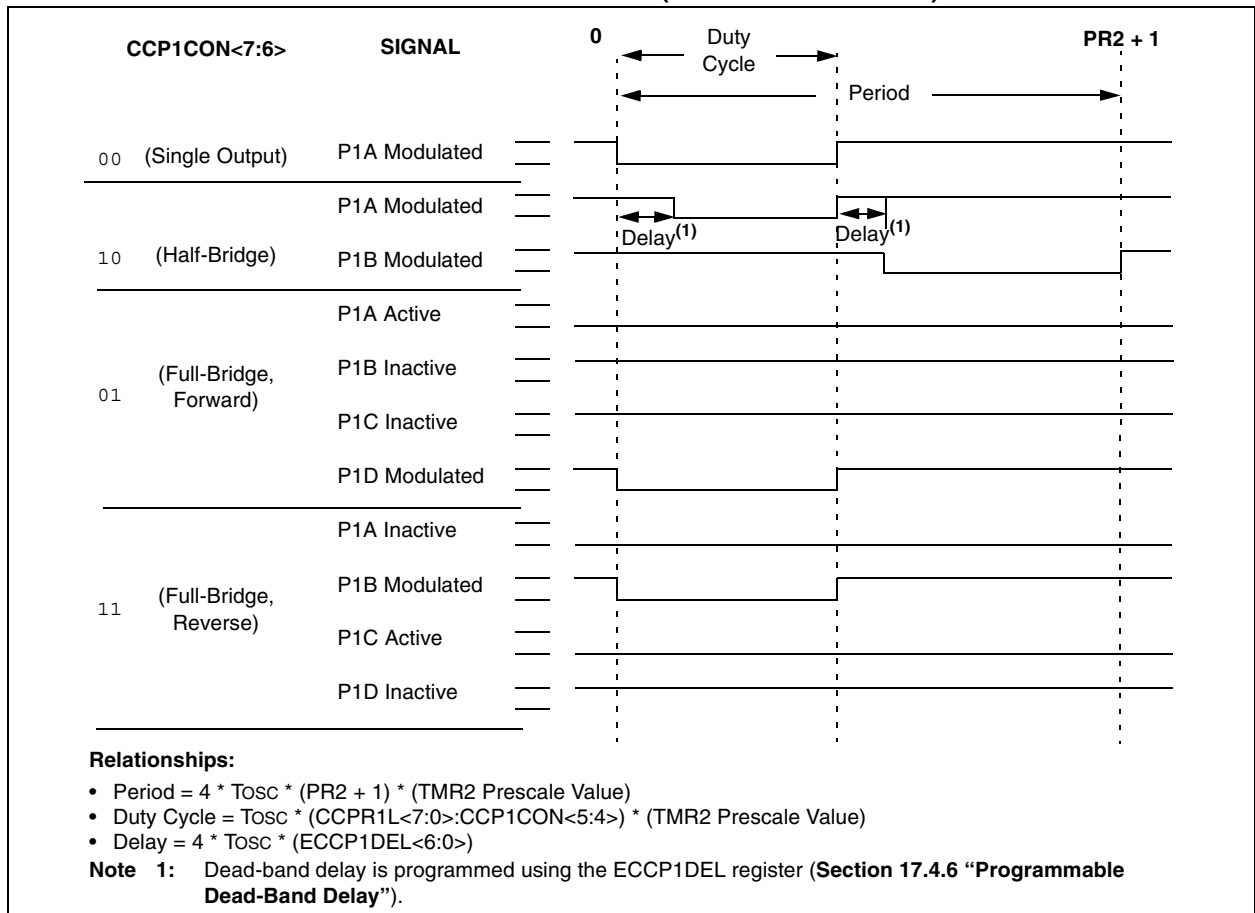 CCP1CON<7:6> SIGNAL 0 Duty Cycle PR2 + 1
Period
00 (Single Output) P1A Modulated
P1A Modulated
Delay(1) Delay(1)
10 (Half-Bridge) P1B Modulated
P1A Active
P1B Inactive
01 (Full-Bridge, Forward)
P1C Inactive
P1D Modulated
P1A Inactive
P1B Modulated
11 (Full-Bridge, Reverse)
P1C Active
P1D Inactive
Relationships:
• Period = 4 * TOSC * (PR2 + 1) * (TMR2 Prescale Value)
• Duty Cycle = TOSC * (CCPR1L<7:0>:CCP1CON<5:4>) * (TMR2 Prescale Value)
• Delay = 4 * TOSC * (ECCP1DEL<6:0>)
Note 1: Dead-band delay is programmed using the ECCP1DEL register (Section 17.4.6 “Programmable
Dead-Band Delay”).